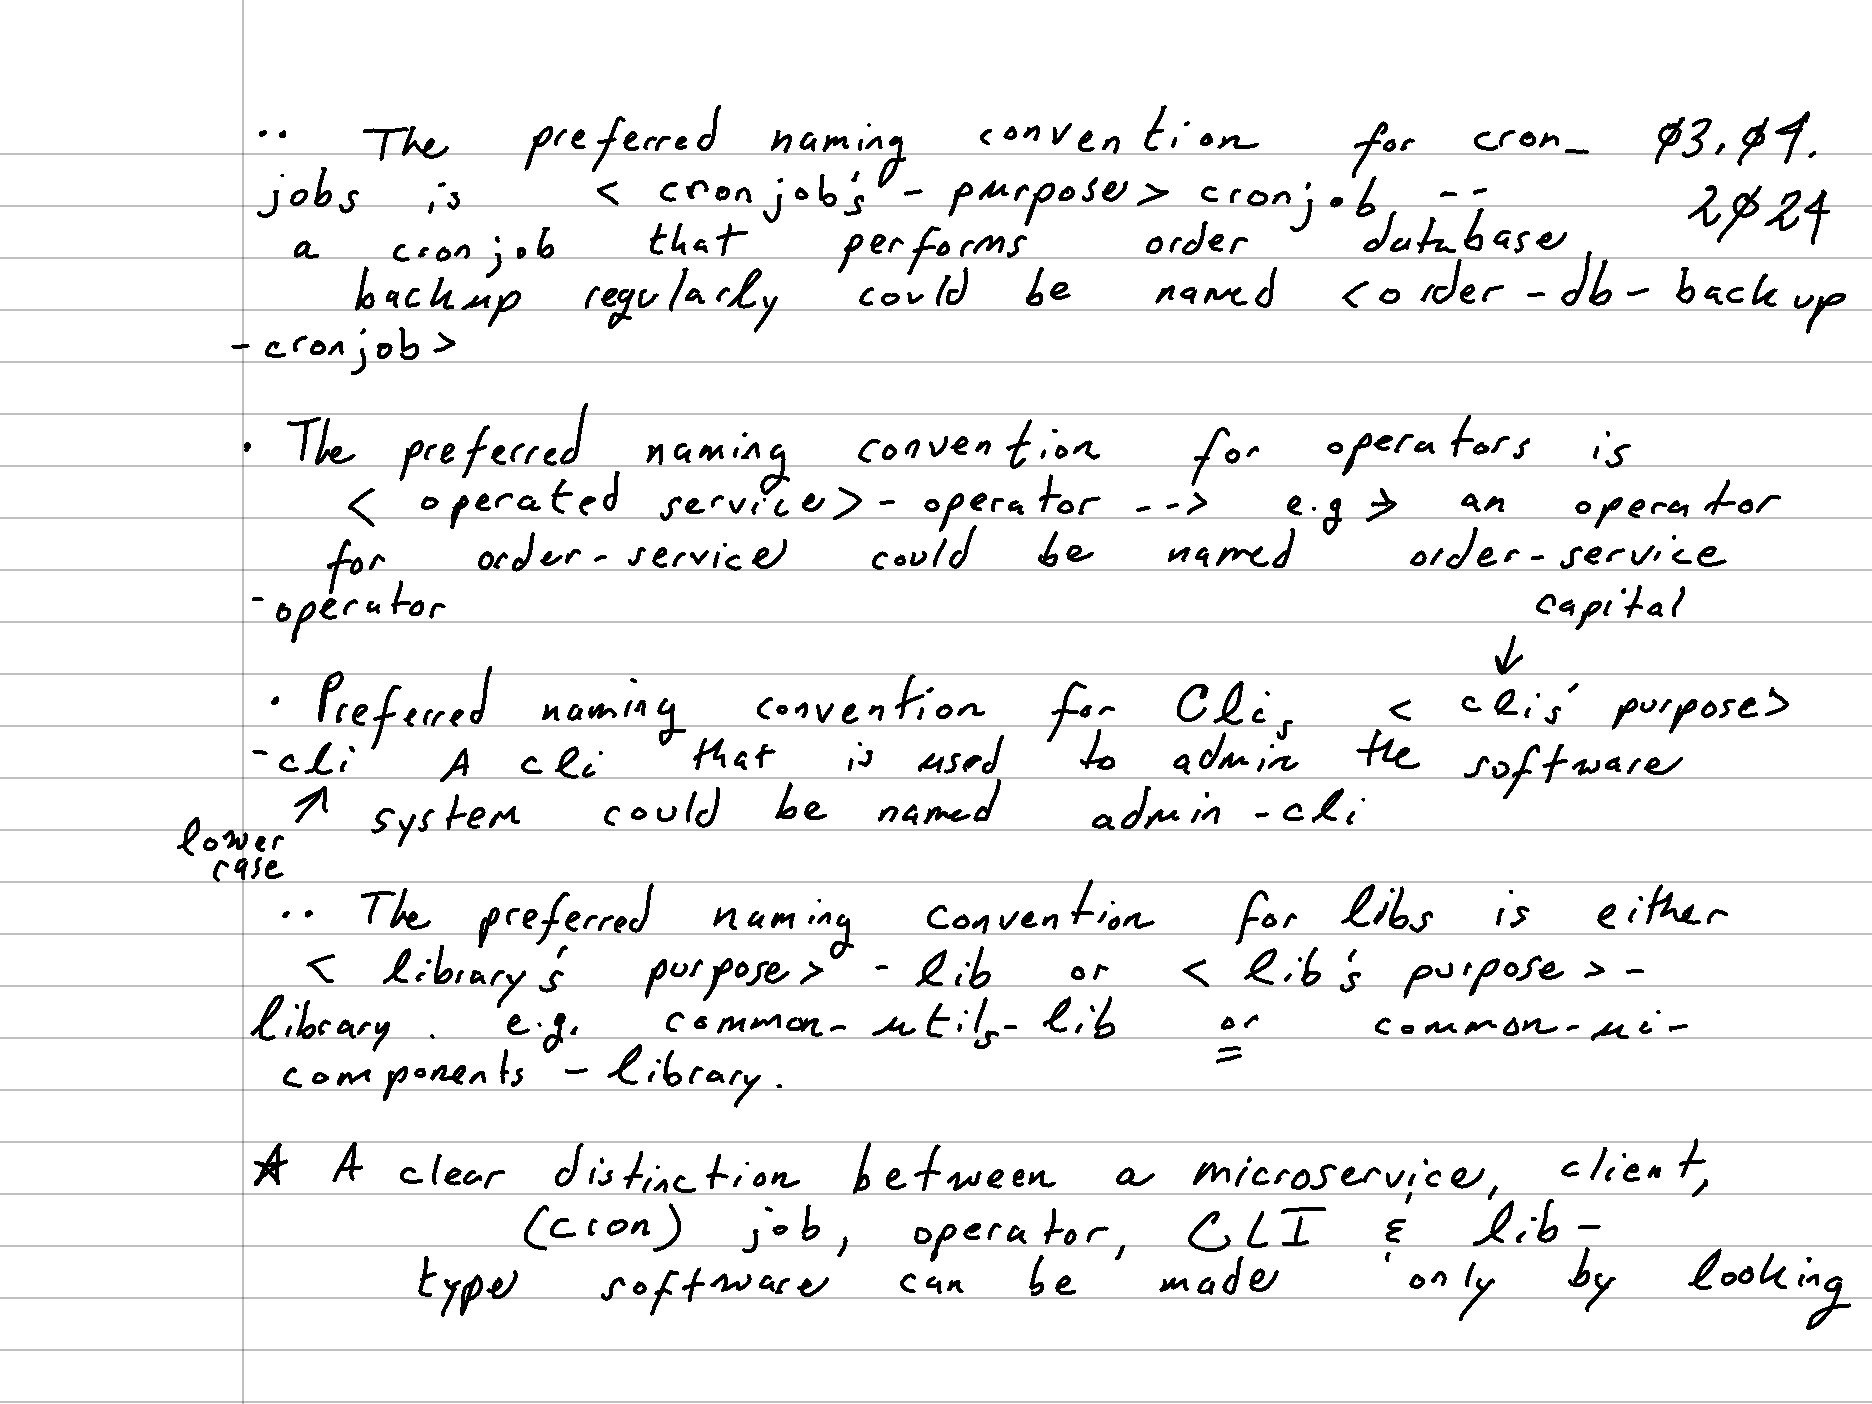 ·· The preferred naming convention for cron_ Ø3.Ø4.
jobs is < cronjob's - purpose> cronjob -- 2Ø24
a cronjob that performs order database
backup regularly could be named <order-db-backup
-cronjob>
· The preferred naming convention for operators is
< operated service>-operator --> e.g → an operator
for order-service could be named order-service
-operator
capital
↓
· Preferred naming convention for Clis < cli's purpose>
-cli A cli that is used to admin the software
↗ system could be named admin-cli
lower
case
·· The preferred naming convention for libs is either
< library's purpose> -lib or < lib's purpose>-
library. e.g. common-utils-lib or common-ui-
components-library.
☆ A clear distinction between a microservice, client,
(cron) job, operator, CLI & lib-
type software can be made only by looking